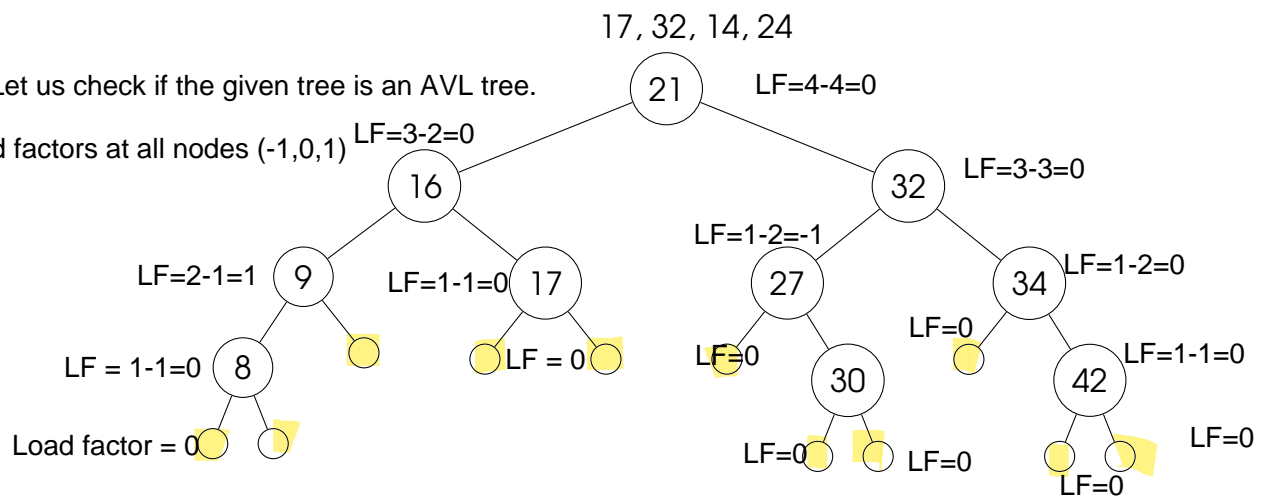 17, 32, 14, 24
Let us check if the given tree is an AVL tree.
21
LF=4-4=0
d factors at all nodes (-1,0,1)
LF=3-2=0
16
32
LF=3-3=0
LF=2-1=1
9
LF=1-1=0
17
LF=1-2=-1
27
34
LF=1-2=0
LF = 1-1=0
8
LF = 0
LF=0
30
LF=0
42
LF=1-1=0
Load factor = 0
LF=0
LF=0
LF=0
LF=0